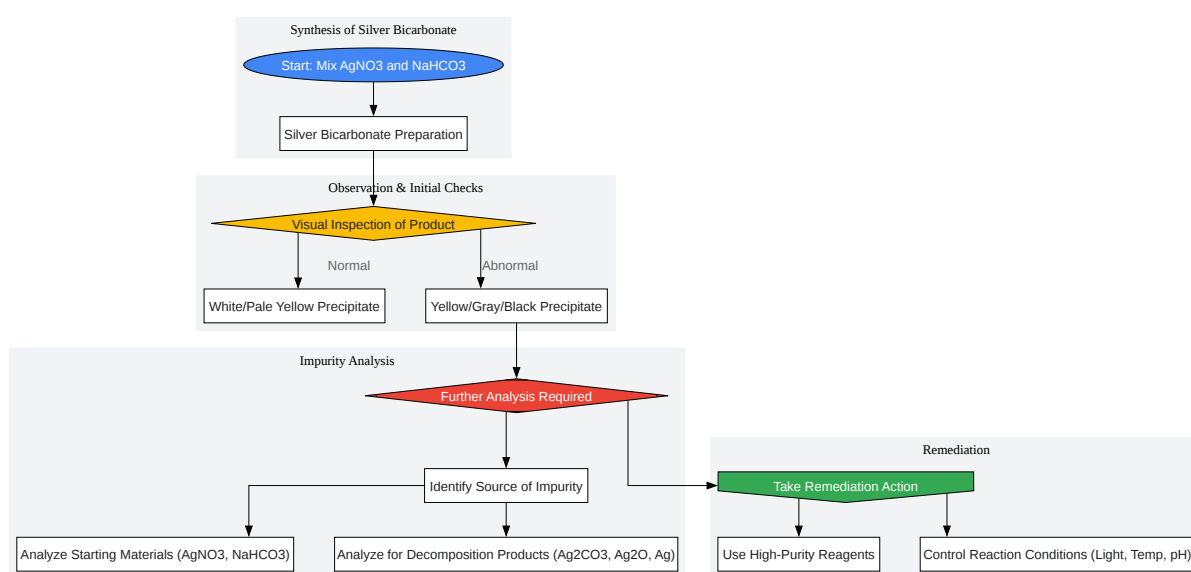 Synthesis of Silver Bicarbonate
Start: Mix AgNO3 and NaHCO3
Silver Bicarbonate Preparation
Observation & Initial Checks
Visual Inspection of Product
Normal
Abnormal
White/Pale Yellow Precipitate
Yellow/Gray/Black Precipitate
Impurity Analysis
Further Analysis Required
Identify Source of Impurity
Analyze Starting Materials (AgNO3, NaHCO3)
Analyze for Decomposition Products (Ag2CO3, Ag2O, Ag)
Remediation
Take Remediation Action
Use High-Purity Reagents
Control Reaction Conditions (Light, Temp, pH)